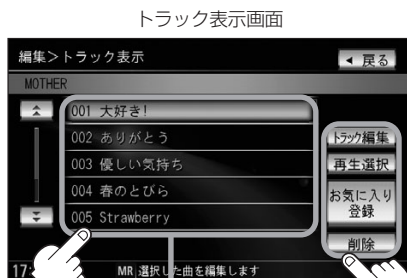 トラック表示画面
編集＞トラック表示
◀ 戻る
MOTHER
001 大好き!
002 ありがとう
003 優しい気持ち
004 春のとびら
005 Strawberry
トラック編集
再生選択
お気に入り
登録
削除
17:
MR 選択した曲を編集します